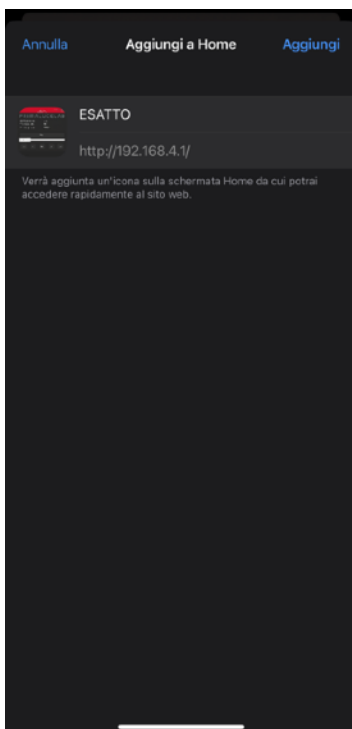 Annulla Aggiungi a Home Aggiungi
ESATTO
http://192.168.4.1/
Verrà aggiunta un'icona sulla schermata Home da cui potrai
accedere rapidamente al sito web.